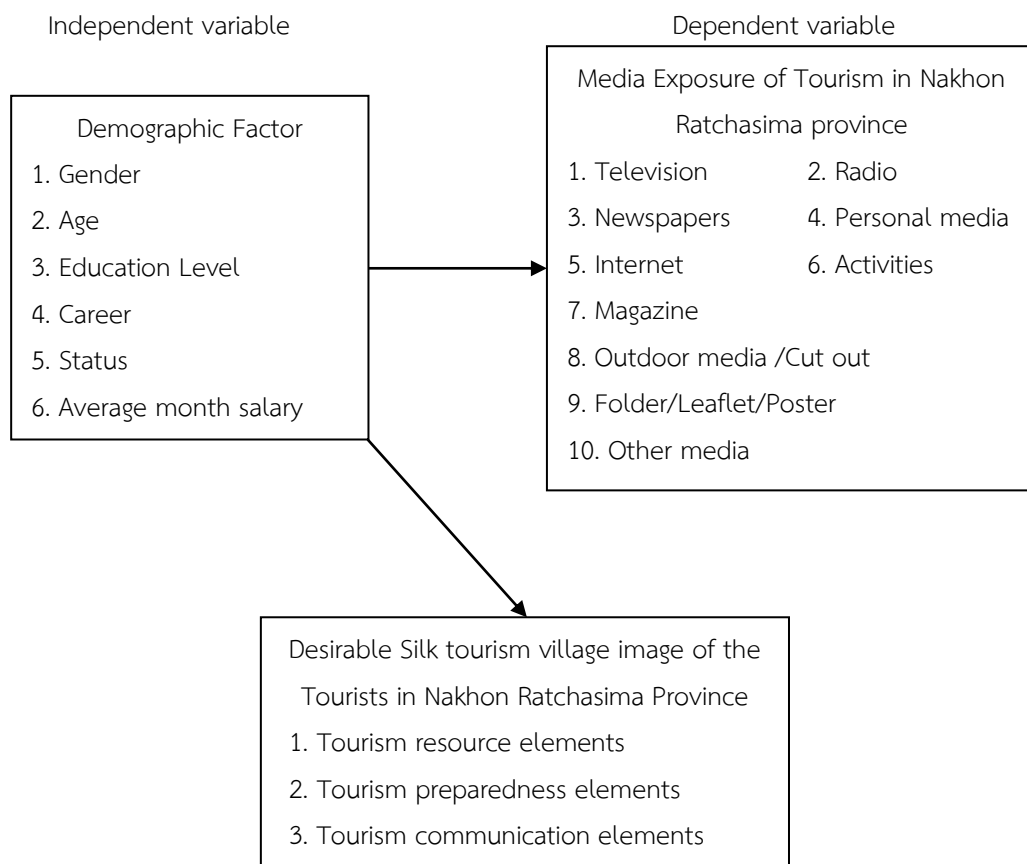 Independent variable
Dependent variable
Demographic Factor
1. Gender
2. Age
3. Education Level
4. Career
5. Status
6. Average month salary
Media Exposure of Tourism in Nakhon
Ratchasima province
1. Television 2. Radio
3. Newspapers 4. Personal media
5. Internet 6. Activities
7. Magazine
8. Outdoor media /Cut out
9. Folder/Leaflet/Poster
10. Other media
Desirable Silk tourism village image of the
Tourists in Nakhon Ratchasima Province
1. Tourism resource elements
2. Tourism preparedness elements
3. Tourism communication elements